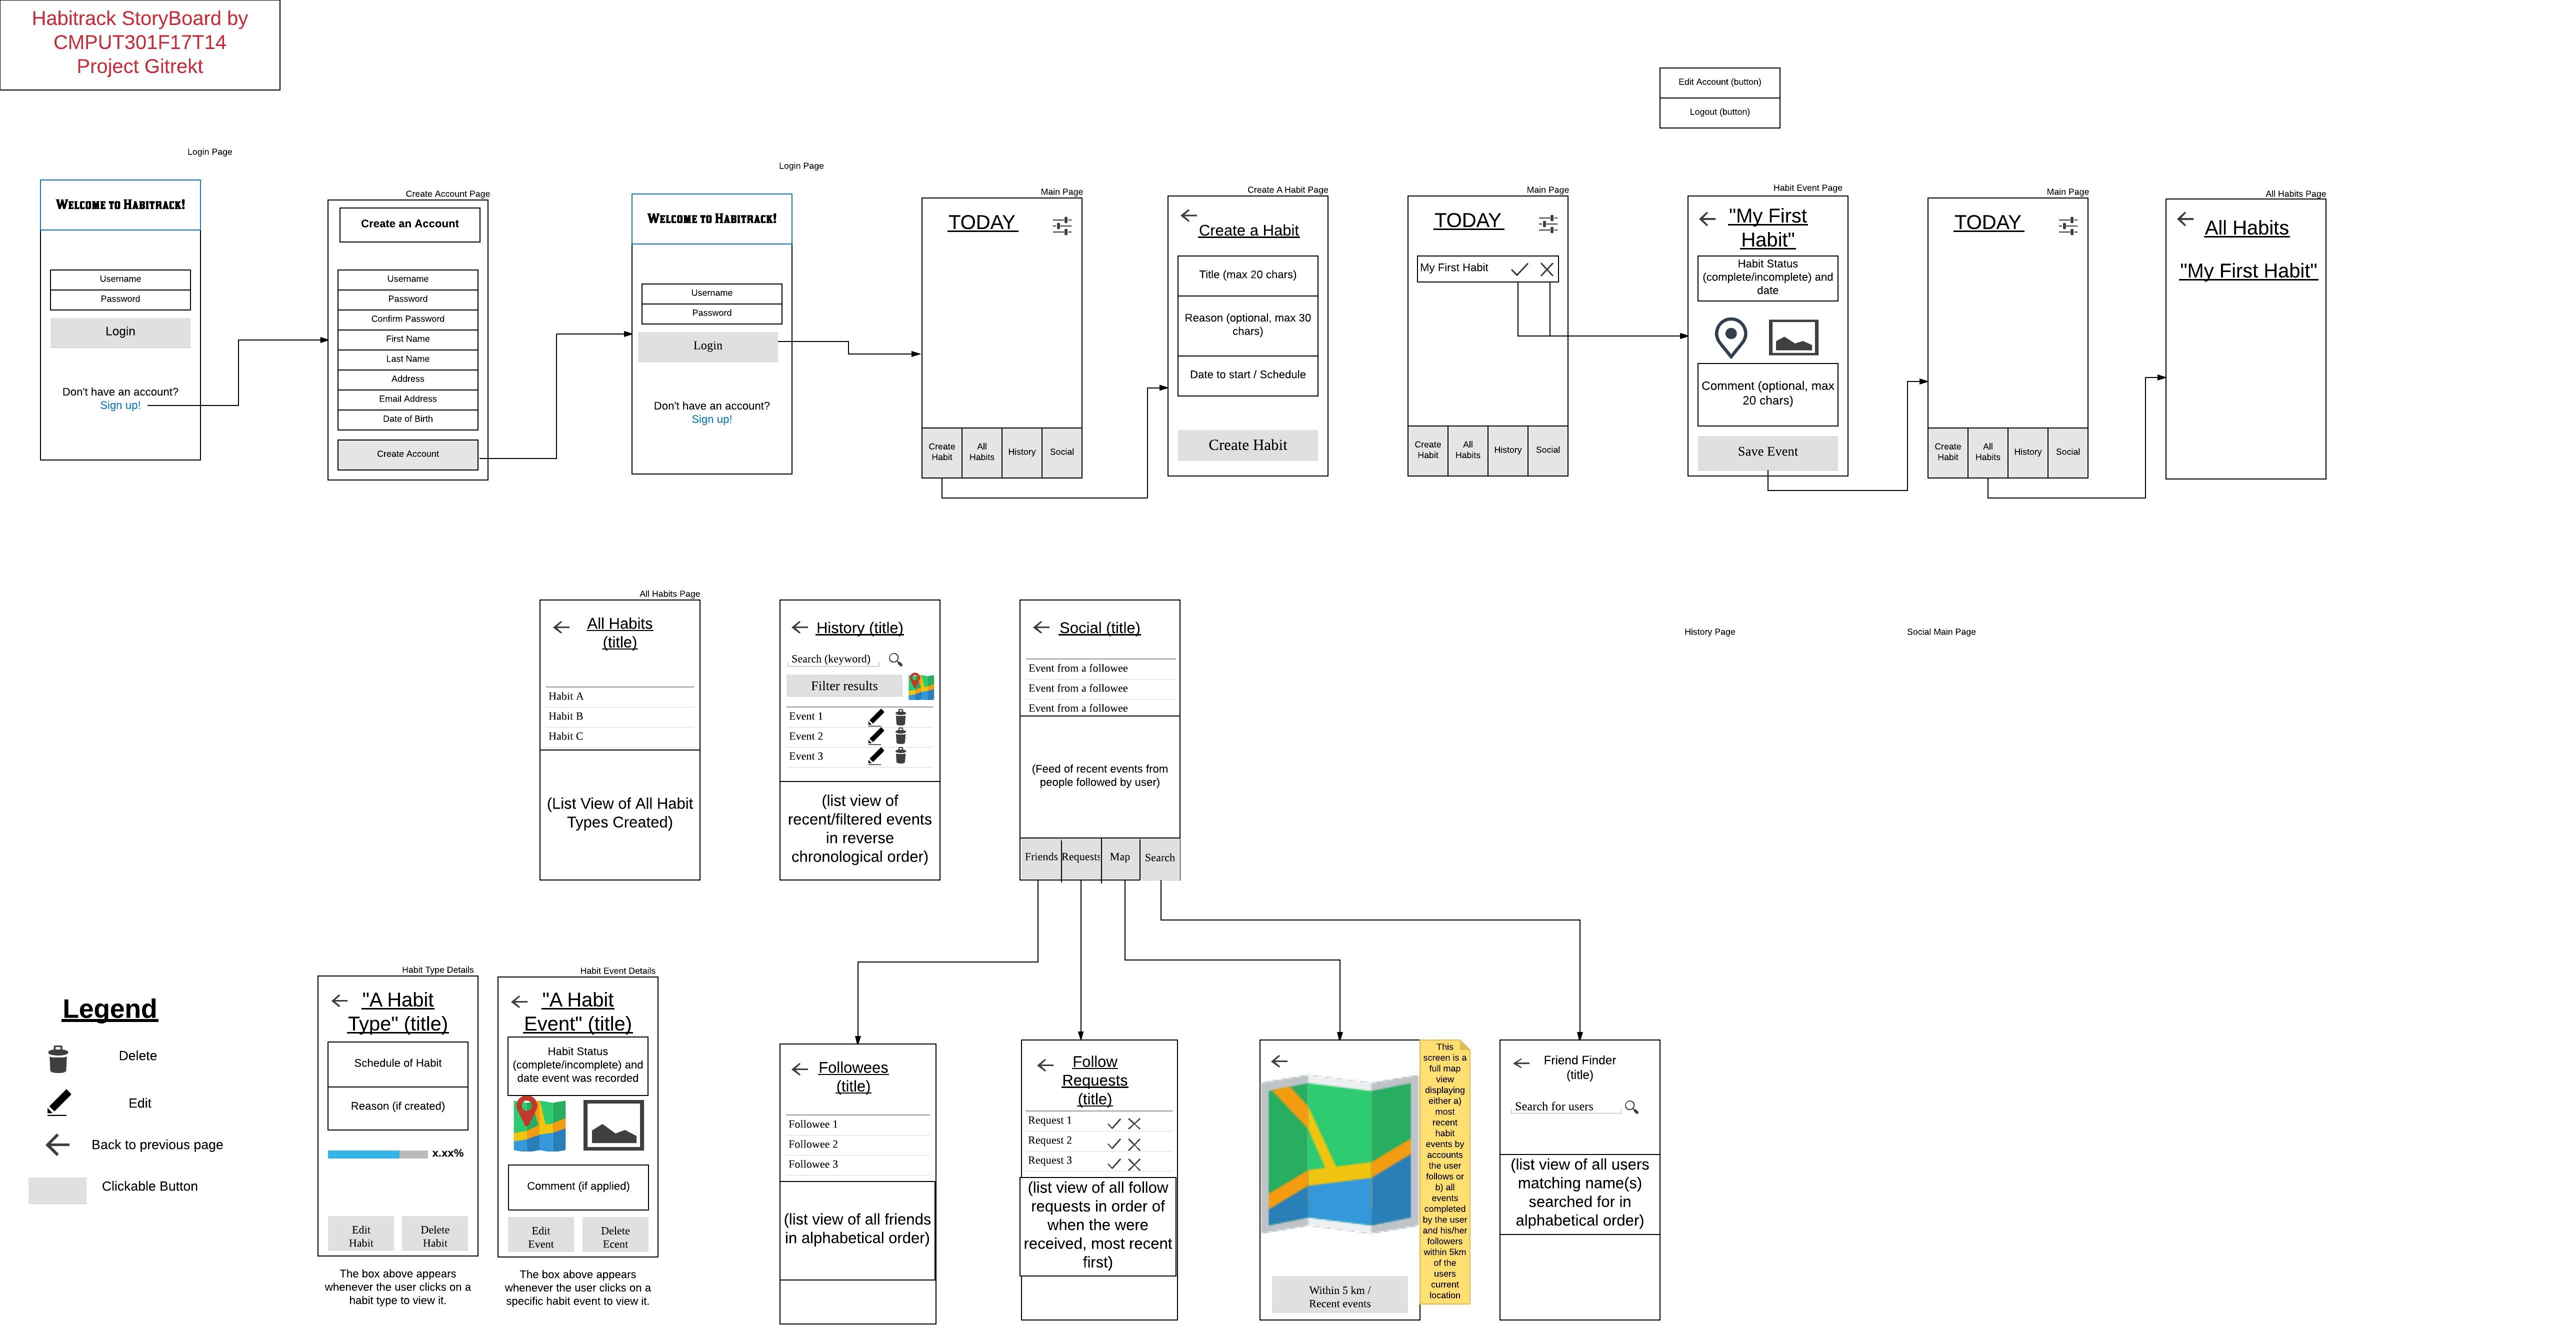 Habitrack StoryBoard by
CMPUT301F17T14
Project Gitrekt
Edit Account (button)
Logout (button)
Login Page
WELCOME TO HABITRACK!
Username
Password
Login
Don't have an account?
Sign up!
Create Account Page
Create an Account
Username
Password
Confirm Password
First Name
Last Name
Address
Email Address
Date of Birth
Create Account
Login Page
WELCOME TO HABITRACK!
Username
Password
Login
Don't have an account?
Sign up!
Main Page
TODAY
Create
Habit
All
Habits
History
Social
Create A Habit Page
Create a Habit
Title (max 20 chars)
Reason (optional, max 30
chars)
Date to start / Schedule
Create Habit
Main Page
TODAY
My First Habit
Create
Habit
All
Habits
History
Social
Habit Event Page
"My First
Habit"
Habit Status
(complete/incomplete) and
date
Comment (optional, max
20 chars)
Save Event
Main Page
TODAY
Create
Habit
All
Habits
History
Social
All Habits Page
All Habits
"My First Habit"
All Habits Page
All Habits
(title)
Habit A
Habit B
Habit C
(List View of All Habit
Types Created)
History (title)
Search (keyword)
Filter results
Event 1
Event 2
Event 3
(list view of
recent/filtered events
in reverse
chronological order)
Social (title)
Event from a followee
Event from a followee
Event from a followee
(Feed of recent events from
people followed by user)
Friends
Requests
Map
Search
History Page
Social Main Page
Legend
Delete
Edit
Back to previous page
Clickable Button
Habit Type Details
"A Habit
Type" (title)
Schedule of Habit
Reason (if created)
x.xx%
Edit
Habit
Delete
Habit
The box above appears
whenever the user clicks on a
habit type to view it.
Habit Event Details
"A Habit
Event" (title)
Habit Status
(complete/incomplete) and
date event was recorded
Comment (if applied)
Edit
Event
Delete
Ecent
The box above appears
whenever the user clicks on a
specific habit event to view it.
Followees
(title)
Followee 1
Followee 2
Followee 3
(list view of all friends
in alphabetical order)
Follow
Requests
(title)
Request 1
Request 2
Request 3
(list view of all follow
requests in order of
when the were
received, most recent
first)
Within 5 km /
Recent events
This
screen is a
full map
view
displaying
either a)
most
recent
habit
events by
accounts
the user
follows or
b) all
events
completed
by the user
and his/her
followers
within 5km
of the
users
current
location
Friend Finder
(title)
Search for users
(list view of all users
matching name(s)
searched for in
alphabetical order)